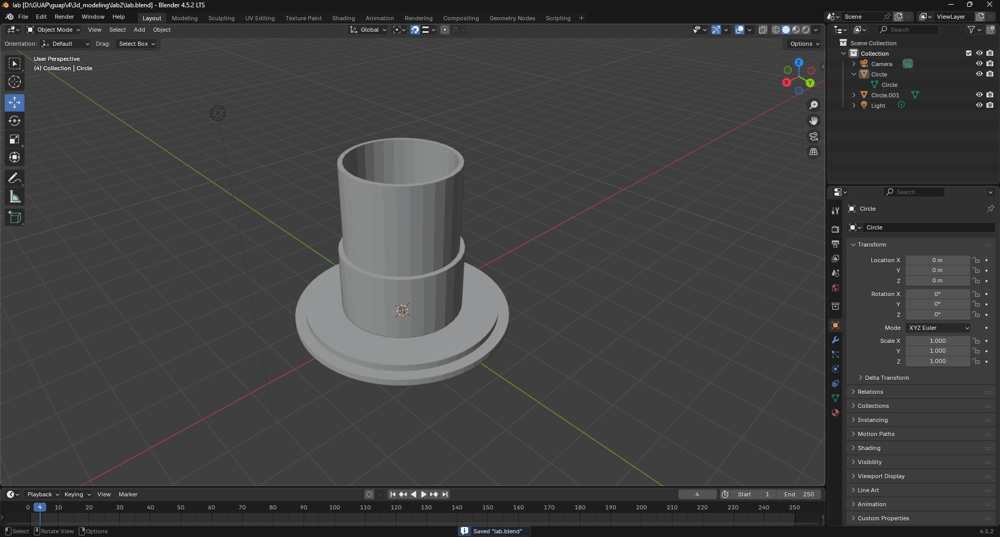 lab [D:\GUAP\guap\4\3d_modeling\lab2\lab.blend] - Blender 4.5.2 LTS
File Edit Render Window Help Layout Modeling Sculpting UV Editing Texture Paint Shading Animation Rendering Compositing Geometry Nodes Scripting + Scene ViewLayer
Object Mode View Select Add Object Global Search
Orientation: Default Drag: Select Box Options
User Perspective
(4) Collection | Circle
Z
X
Y
Scene Collection
Collection
Camera
Circle
Circle
Circle.001
Light
Search
Circle
Circle
Transform
Location X 0 m
Y 0 m
Z 0 m
Rotation X 0°
Y 0°
Z 0°
Mode XYZ Euler
Scale X 1.000
Y 1.000
Z 1.000
Delta Transform
Relations
Collections
Instancing
Motion Paths
Shading
Visibility
Viewport Display
Line Art
Animation
Custom Properties
Playback Keying View Marker 4 Start 1 End 250
0 4 10 20 30 40 50 60 70 80 90 100 110 120 130 140 150 160 170 180 190 200 210 220 230 240 250
Select Rotate View Options Saved "lab.blend" 4.5.2